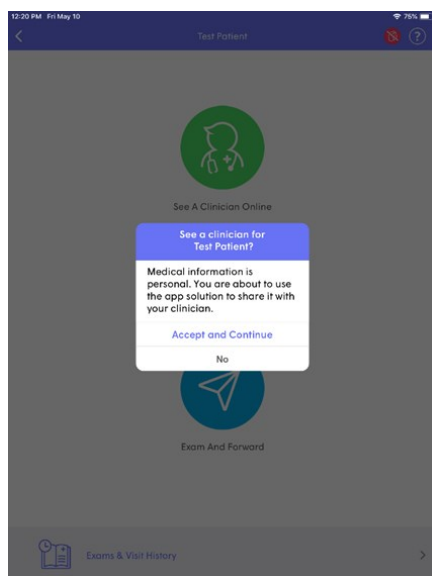 12:20 PM Fri May 10
75%
Test Patient
?
See A Clinician Online
See a clinician for
Test Patient?
Medical information is
personal. You are about to use
the app solution to share it with
your clinician.
Accept and Continue
No
Exam And Forward
Exams & Visit History